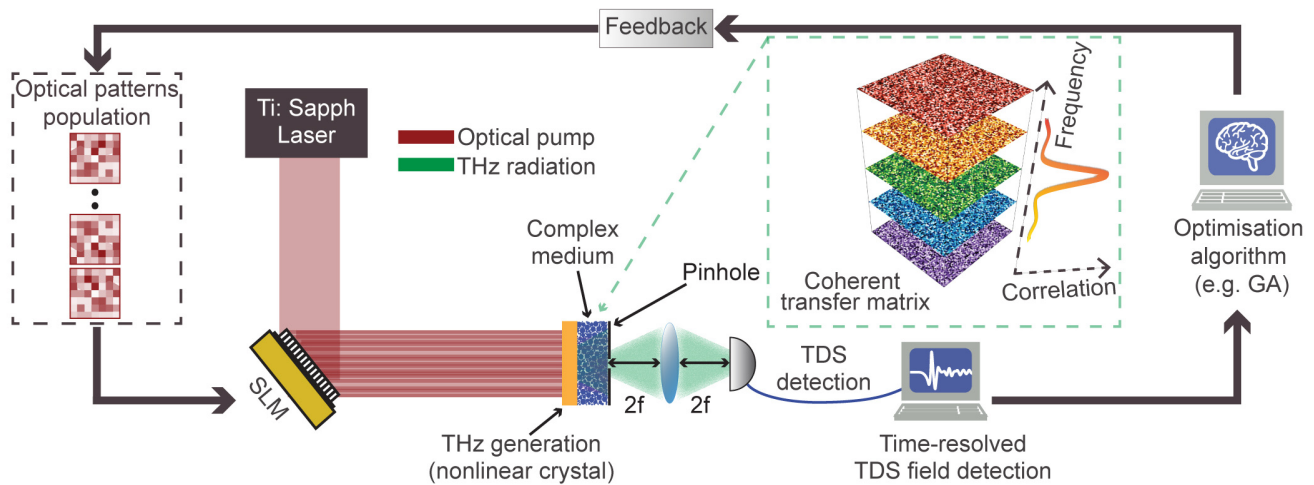 Feedback
Optical patterns
population
Ti: Sapph
Laser
Optical pump
THz radiation
Frequency
Correlation
Coherent
transfer matrix
Optimisation
algorithm
(e.g. GA)
Complex
medium
Pinhole
SLM
2f
2f
TDS
detection
THz generation
(nonlinear crystal)
Time-resolved
TDS field detection